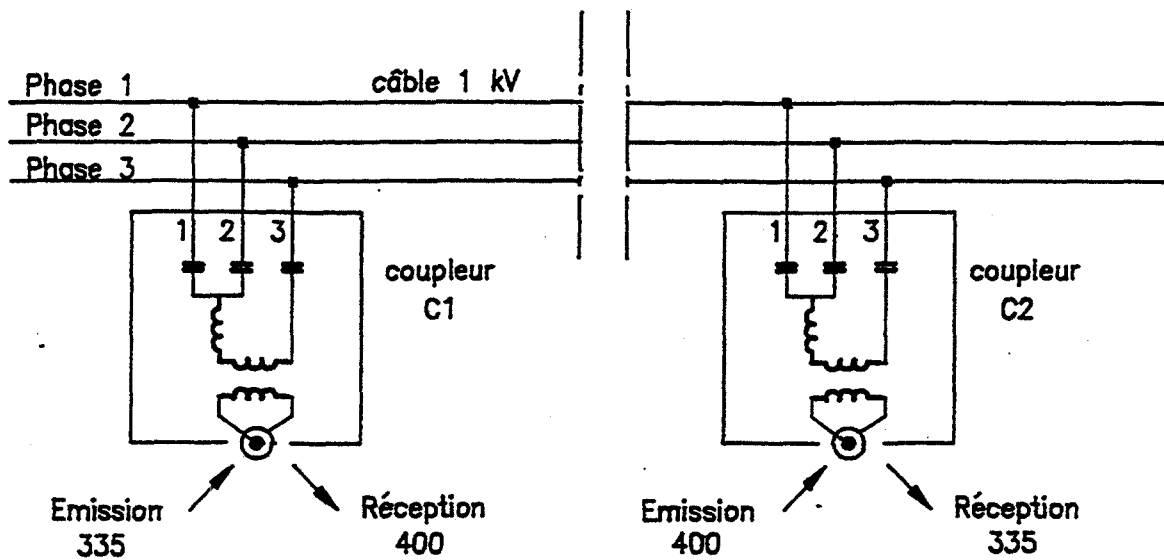 Phase 1
câble 1 kV
Phase 2
Phase 3
1 2 3
coupleur
C1
1 2 3
coupleur
C2
Emission
335
Réception
400
Emission
400
Réception
335